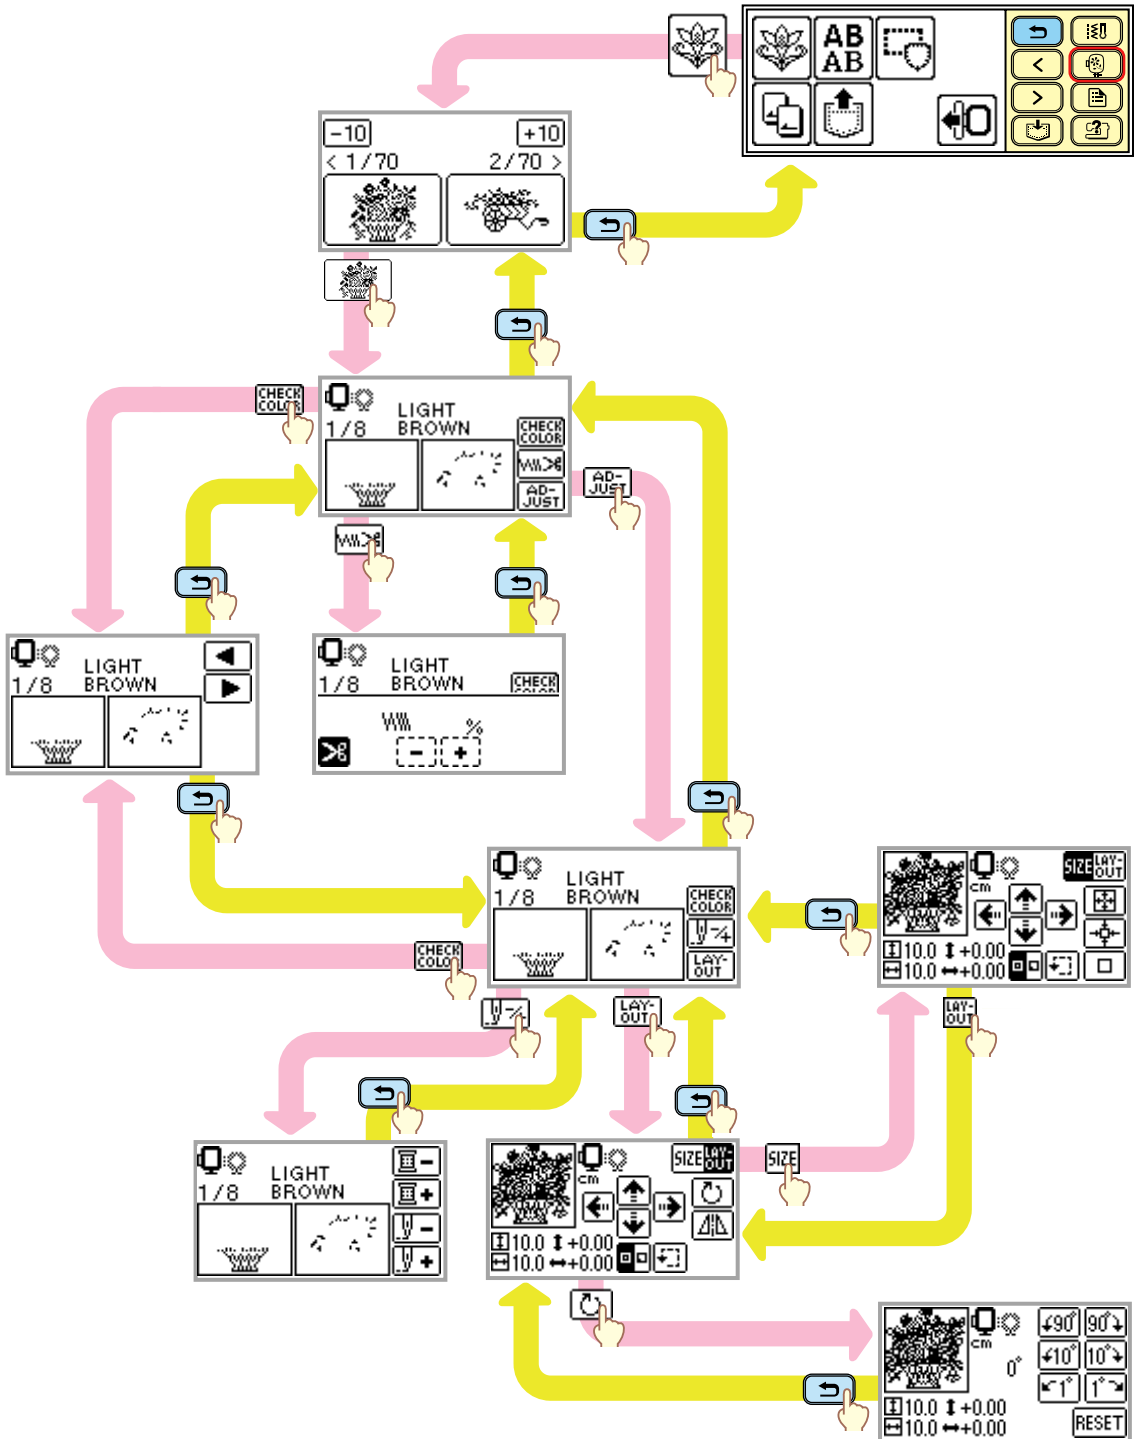 AB
AB
-10 +10
< 1/70 2/70 >
CHECK
COLOR
LIGHT
BROWN
1/8
CHECK
COLOR
AD-
JUST
AD-
JUST
LIGHT
BROWN
1/8
LIGHT
BROWN
1/8
CHECK
COLOR
%
- +
LIGHT
BROWN
1/8
CHECK
COLOR
-/+
LAY-
OUT
SIZE LAY-
OUT
cm
10.0 +0.00
10.0 +0.00
CHECK
COLOR
LAY-
OUT
LAY-
OUT
LIGHT
BROWN
1/8
-
+
-
+
SIZE LAY-
OUT
cm
10.0 +0.00
10.0 +0.00
SIZE
cm
0°
90° 90°
10° 10°
1° 1°
10.0 +0.00
10.0 +0.00
RESET